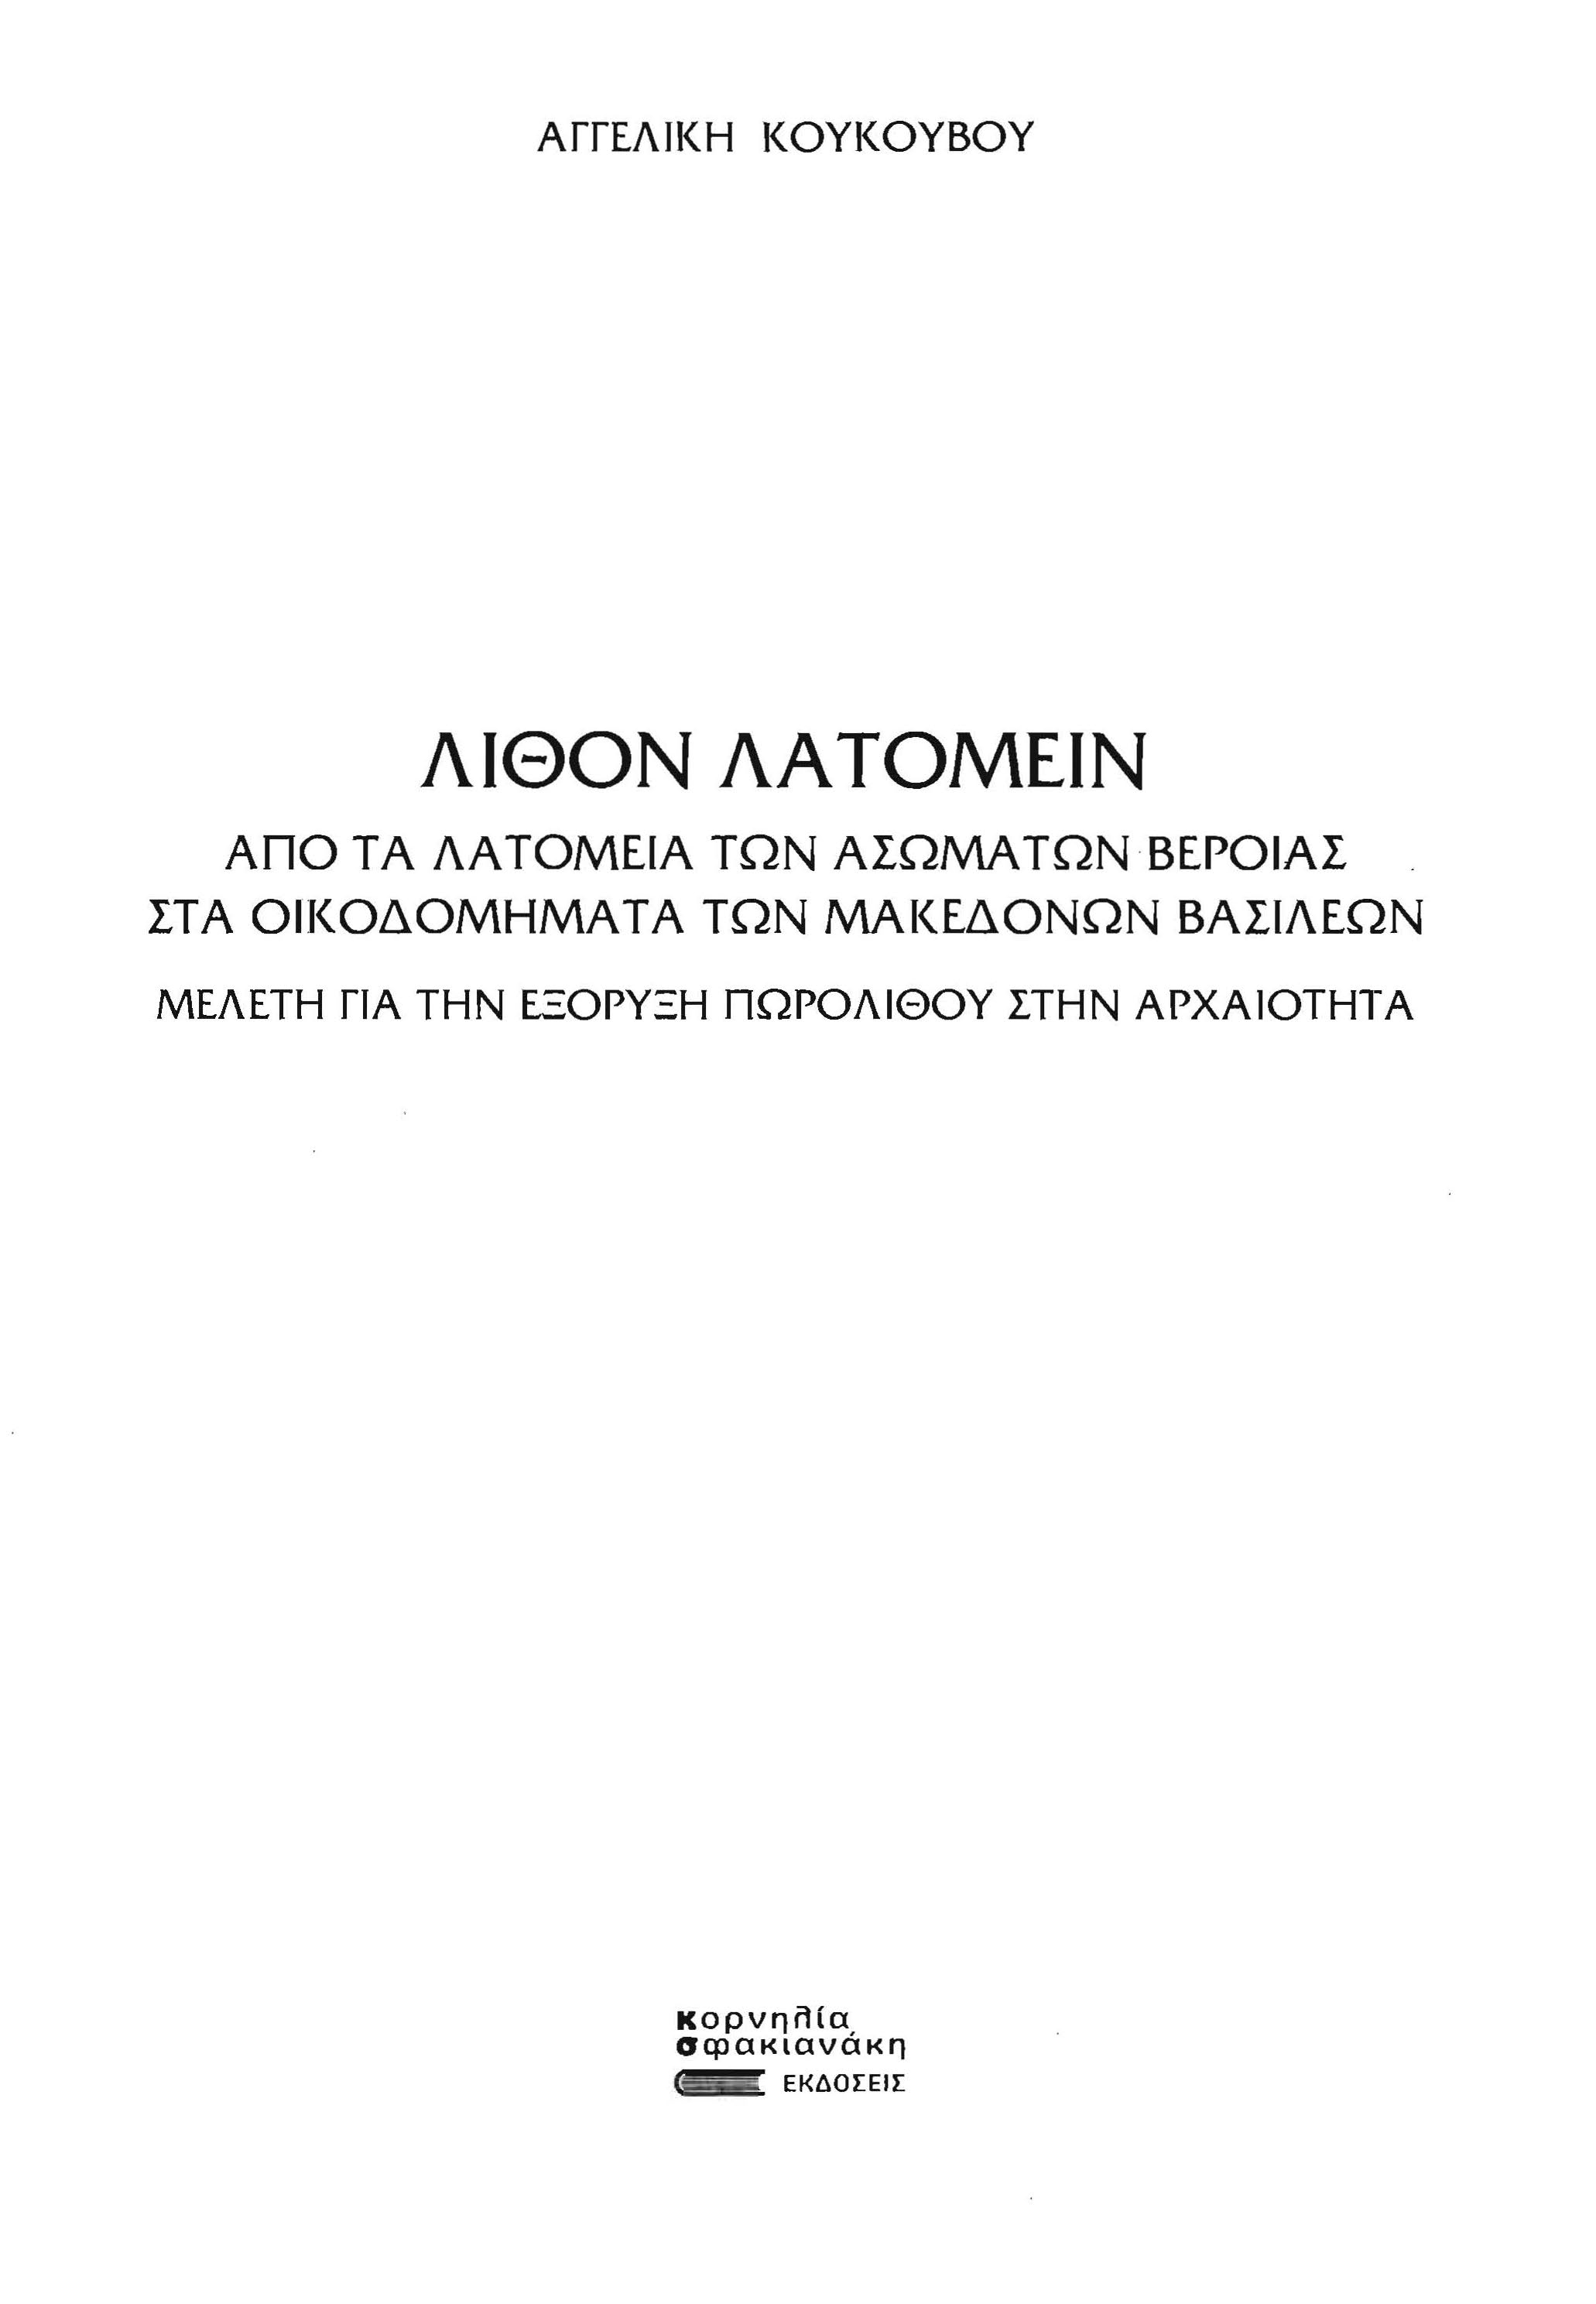 ΑΓΓΕΛΙΚΗ ΚΟΥΚΟΥΒΟΥ
ΛΙΘΟΝ ΛΑΤΟΜΕΙΝ
ΑΠΟ ΤΑ ΛΑΤΟΜΕΙΑ ΤΩΝ ΑΣΩΜΑΤΩΝ ΒΕΡΟΙΑΣ
ΣΤΑ ΟΙΚΟΔΟΜΗΜΑΤΑ ΤΩΝ ΜΑΚΕΔΟΝΩΝ ΒΑΣΙΛΕΩΝ
ΜΕΛΕΤΗ ΓΙΑ ΤΗΝ ΕΞΟΡΥΞΗ ΠΩΡΟΛΙΘΟΥ ΣΤΗΝ ΑΡΧΑΙΟΤΗΤΑ
κορνηλία
σφακιανάκη
ΕΚΔΟΣΕΙΣ